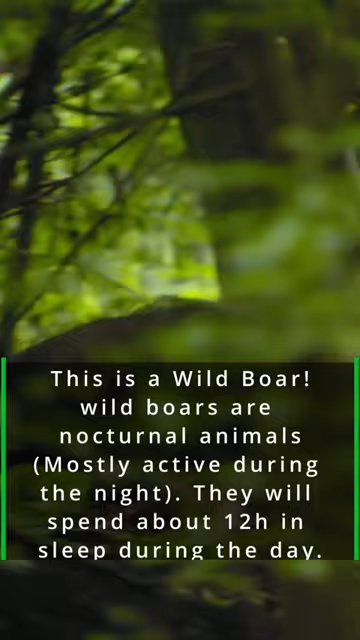 This is a Wild Boar!
wild boars are
nocturnal animals
(Mostly active during
the night). They will
spend about 12h in
sleep during the day.